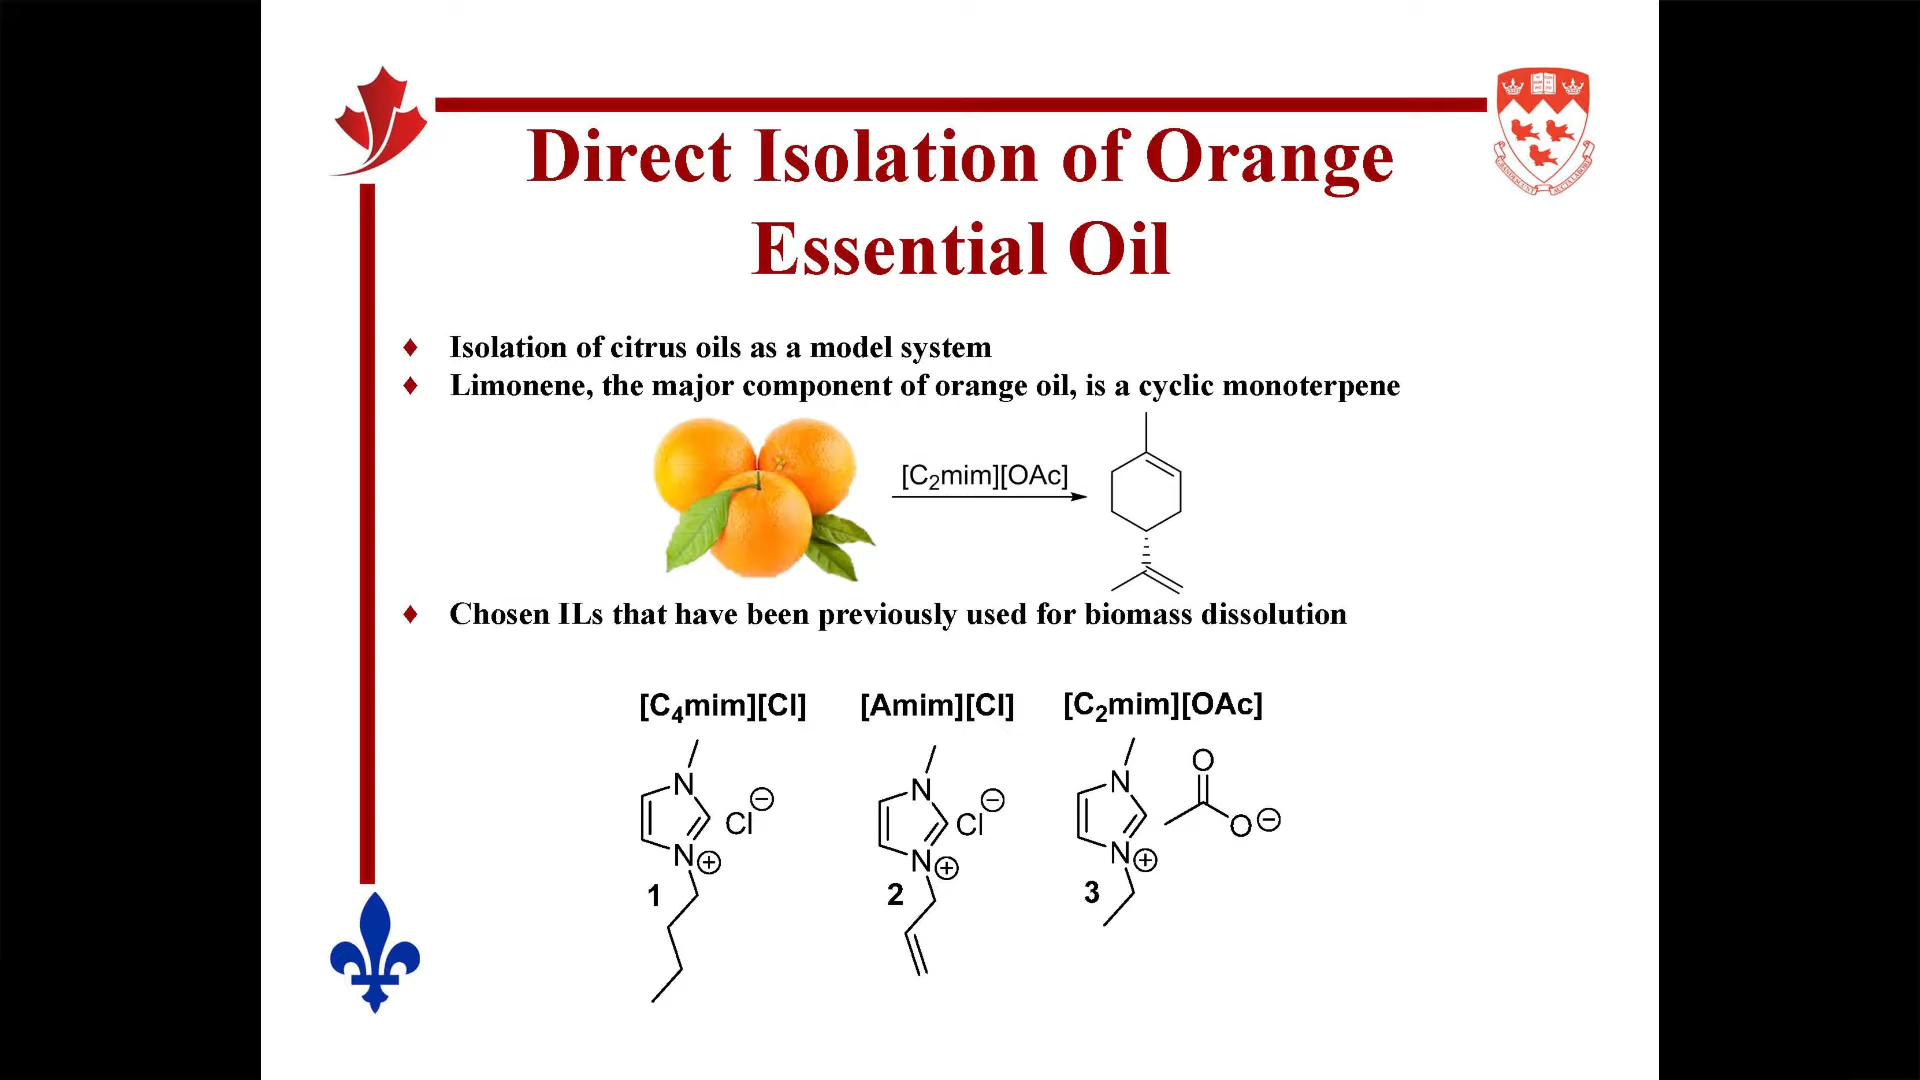 Direct Isolation of Orange
Essential Oil
♦ Isolation of citrus oils as a model system
♦ Limonene, the major component of orange oil, is a cyclic monoterpene
[C₂mim][OAc]
♦ Chosen ILs that have been previously used for biomass dissolution
[C₄mim][Cl] [Amim][Cl] [C₂mim][OAc]
O
N N N
Cl⊖ Cl⊖ O⊖
N⊕ N⊕ N⊕
1 2 3